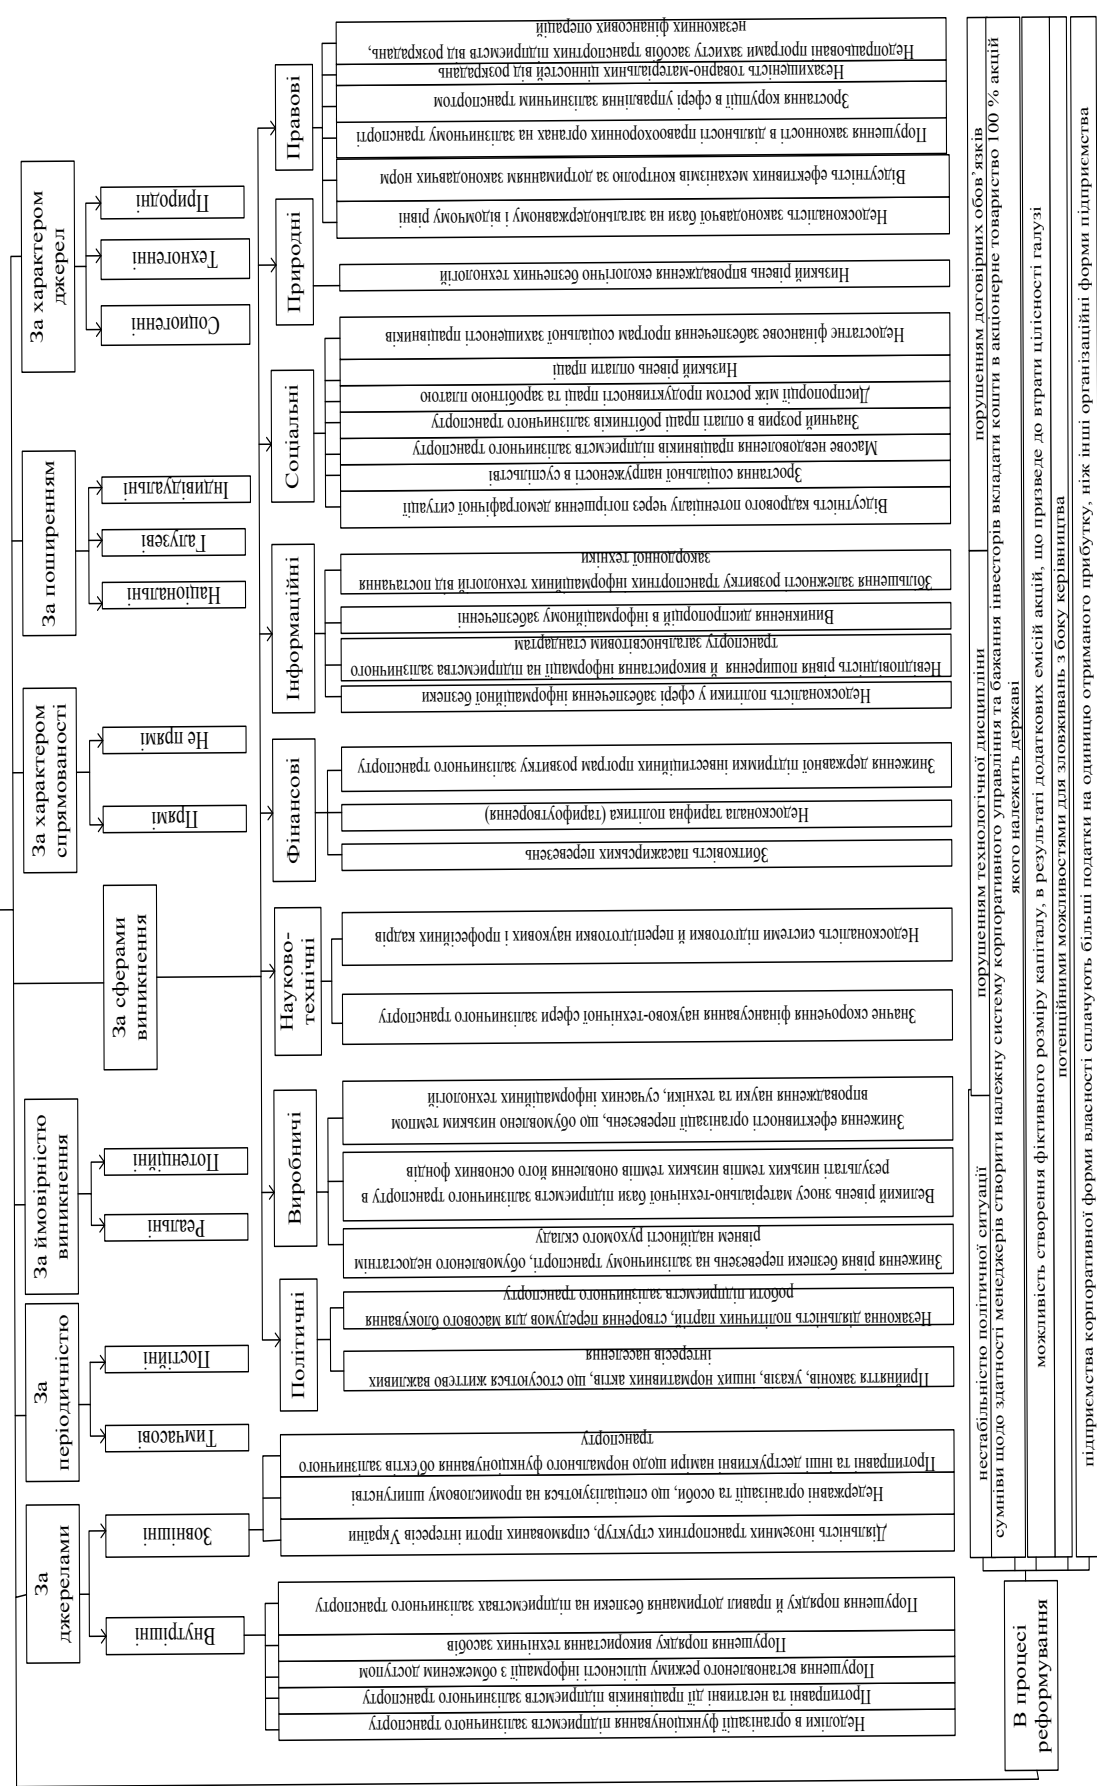 За
джерелами
Внутрішні
Недоліки в організації функціонування підприємств залізничного транспорту
Протиправні та негативні дії працівників підприємств залізничного транспорту
Порушення встановленого режиму цілісності інформації з обмеженим доступом
Порушення порядку використання технічних засобів
Порушення порядку й правил дотримання безпеки на підприємствах залізничного транспорту
Зовнішні
Діяльність іноземних транспортних структур, спрямованих проти інтересів України
Недержавні організації та особи, що спеціалізуються на промисловому шпигунстві
Протиправні та інші деструктивні наміри щодо нормального функціонування об'єктів залізничного
транспорту
За
періодичністю
Тимчасові
Постійні
За ймовірністю
виникнення
Реальні
Потенційні
За сферами
виникнення
Політичні
Прийняття законів, указів, інших нормативних актів, що стосуються життєво важливих
інтересів населення
Незаконна діяльність політичних партій, створення передумов для масового блокування
роботи підприємств залізничного транспорту
Виробничі
Зниження рівня безпеки перевезень на залізничному транспорті, обумовленого недостатнім
рівнем надійності рухомого складу
Великий рівень зносу матеріально-технічної бази підприємств залізничного транспорту в
результаті низьких темпів низьких темпів оновлення його основних фондів
Зниження ефективності організації перевезень, що обумовлено низьким темпом
впровадження науки та техніки, сучасних інформаційних технологій
Науково-
технічні
Значне скорочення фінансування науково-технічної сфери залізничного транспорту
Недосконалість системи підготовки й перепідготовки наукових і професійних кадрів
Фінансові
Збитковість пасажирських перевезень
Недосконала тарифна політика (тарифоутворення)
Зниження державної підтримки інвестиційних програм розвитку залізничного транспорту
Інформаційні
Недосконалість політики у сфері забезпечення інформаційної безпеки
Невідповідність рівня поширення й використання інформації на підприємства залізничного
транспорту загальносвітовим стандартам
Виникнення диспропорцій в інформаційному забезпеченні
Збільшення залежності розвитку транспортних інформаційних технологій від постачання
закордонної техніки
Соціальні
Відсутність кадрового потенціалу через погіршення демографічної ситуації
Зростання соціальної напруженості в суспільстві
Масове невдоволення працівників підприємств залізничного транспорту
Значний розрив в оплаті праці робітників залізничного транспорту
Диспропорції між ростом продуктивності праці та заробітною платою
Низький рівень оплати праці
Недостатнє фінансове забезпечення програм соціальної захищеності працівників
Природні
Низький рівень впровадження екологічно безпечних технологій
Правові
Недосконалість законодавчої бази на загальнодержавному і відомчому рівні
Відсутність ефективних механізмів контролю за дотриманням законодавчих норм
Порушення законності в діяльності правоохоронних органах на залізничному транспорті
Зростання корупції в сфері управління залізничним транспортом
Незахищеність товарно-матеріальних цінностей від розкрадань
Недопрацьовані програми захисту засобів транспортних підприємств від розкрадань,
незаконних фінансових операцій
За характером
спрямованості
Прямі
Не прямі
За поширенням
Національні
Галузеві
Індивідуальні
За характером
джерел
Социогенні
Техногенні
Природні
В процесі
реформування
нестабільністю політичної ситуації
порушенням технологічної дисципліни
порушенням договірних обов’язків
сумніви щодо здатності менеджерів створити належну систему корпоративного управління та бажання інвесторів вкладати кошти в акціонерне товариство 100 % акцій
якого належить державі
можливість створення фіктивного розміру капіталу, в результаті додаткових емісій акцій, що призведе до втрати цілісності галузі
потенційними можливостями для зловживань з боку керівництва
підприємства корпоративної форми власності сплачують більші податки на одиницю отриманого прибутку, ніж інші організаційні форми підприємства